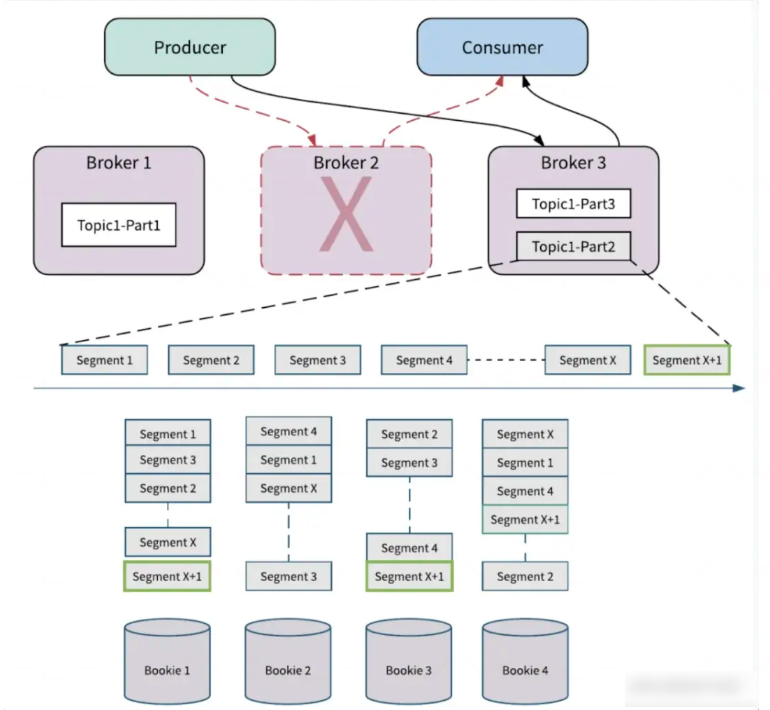 Producer
Consumer
Broker 1
Broker 2
Broker 3
Topic1-Part1
X
Topic1-Part3
Topic1-Part2
Segment 1
Segment 2
Segment 3
Segment 4
Segment X
Segment X+1
Segment 1
Segment 3
Segment 2
Segment X
Segment X+1
Bookie 1
Segment 4
Segment 1
Segment X
Segment 3
Bookie 2
Segment 2
Segment 3
Segment 4
Segment X+1
Bookie 3
Segment X
Segment 1
Segment 4
Segment X+1
Segment 2
Bookie 4